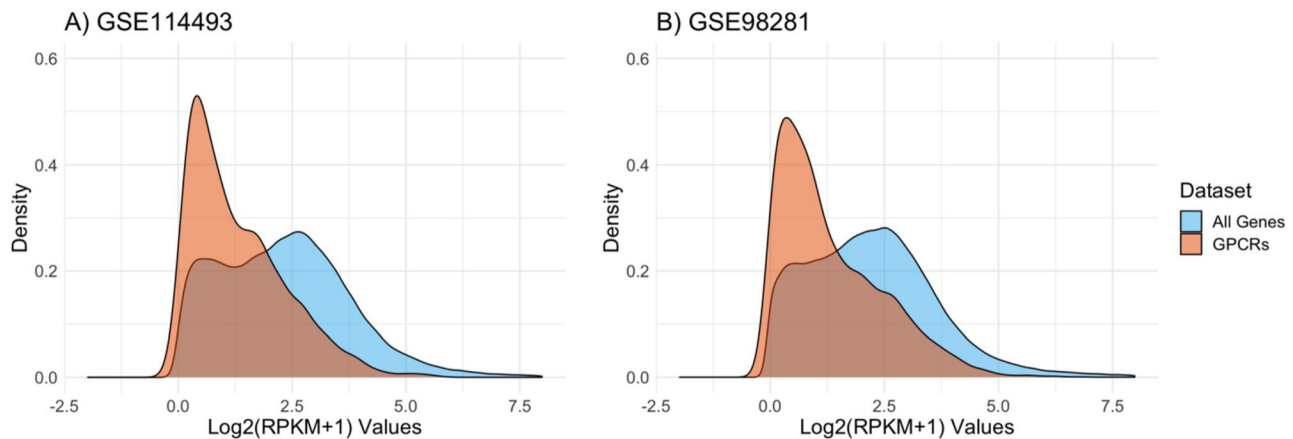 A) GSE114493
B) GSE98281
0.6
0.4
0.2
0.0
Density
-2.5
0.0
2.5
5.0
7.5
Log2(RPKM+1) Values
0.6
0.4
0.2
0.0
Density
-2.5
0.0
2.5
5.0
7.5
Log2(RPKM+1) Values
Dataset
All Genes
GPCRs